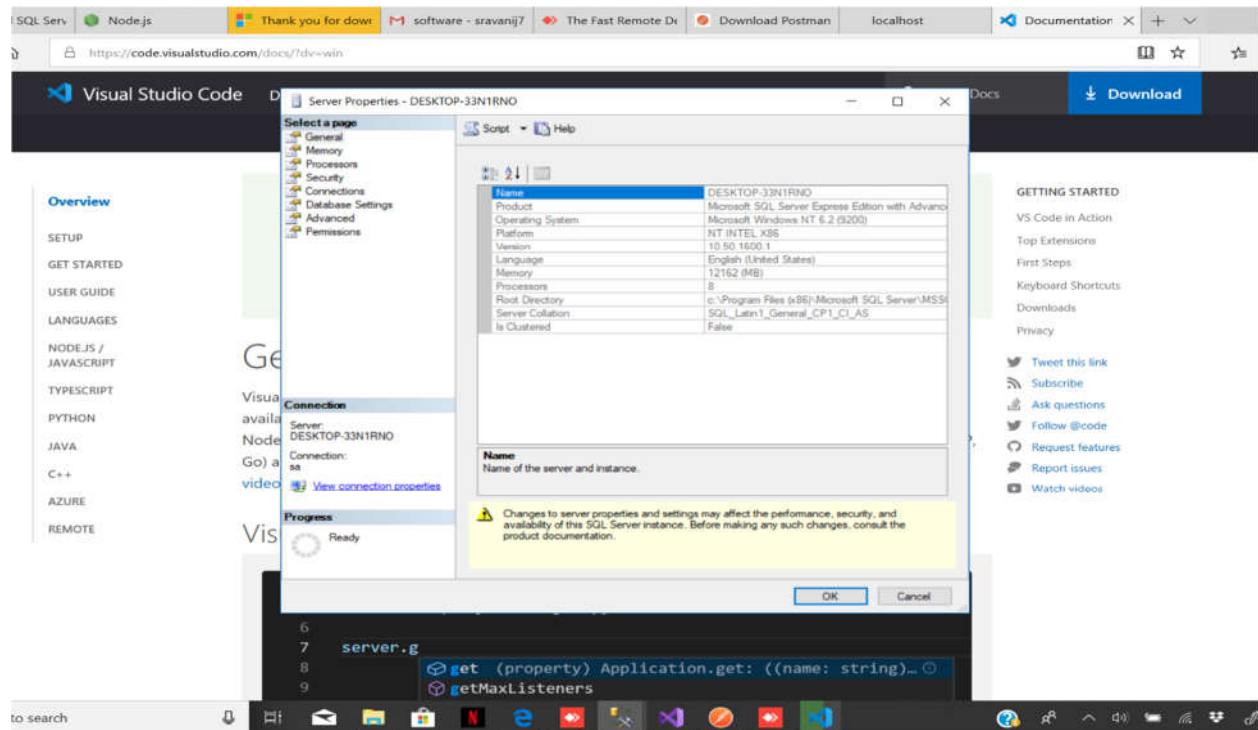 SQL Serv
Node.js
Thank you for dow
software - sravanij7
The Fast Remote De
Download Postman
localhost
Documentation
https://code.visualstudio.com/docs/?dv=win
Visual Studio Code
D
Docs
Download
Overview
SETUP
GET STARTED
USER GUIDE
LANGUAGES
NODE.JS /
JAVASCRIPT
TYPESCRIPT
PYTHON
JAVA
C++
AZURE
REMOTE
Ge
Visua
availa
Node
Go) a
video
Vis
Server Properties - DESKTOP-33N1RNO
Select a page
General
Memory
Processors
Security
Connections
Database Settings
Advanced
Permissions
Script
Help
Name DESKTOP-33N1RNO
Product Microsoft SQL Server Express Edition with Advanc
Operating System Microsoft Windows NT 6.2 (9200)
Platform NT INTEL X86
Version 10.50.1600.1
Language English (United States)
Memory 12162 (MB)
Processors 8
Root Directory c:\Program Files (x86)\Microsoft SQL Server\MSS
Server Collation SQL_Latin1_General_CP1_CI_AS
Is Clustered False
Connection
Server:
DESKTOP-33N1RNO
Connection:
sa
View connection properties
Name
Name of the server and instance.
Progress
Ready
Changes to server properties and settings may affect the performance, security, and
availability of this SQL Server instance. Before making any such changes, consult the
product documentation.
OK
Cancel
GETTING STARTED
VS Code in Action
Top Extensions
First Steps
Keyboard Shortcuts
Downloads
Privacy
Tweet this link
Subscribe
Ask questions
Follow @code
Request features
Report issues
Watch videos
6
7 server.g
8 get (property) Application.get: ((name: string)…
9 getMaxListeners
to search